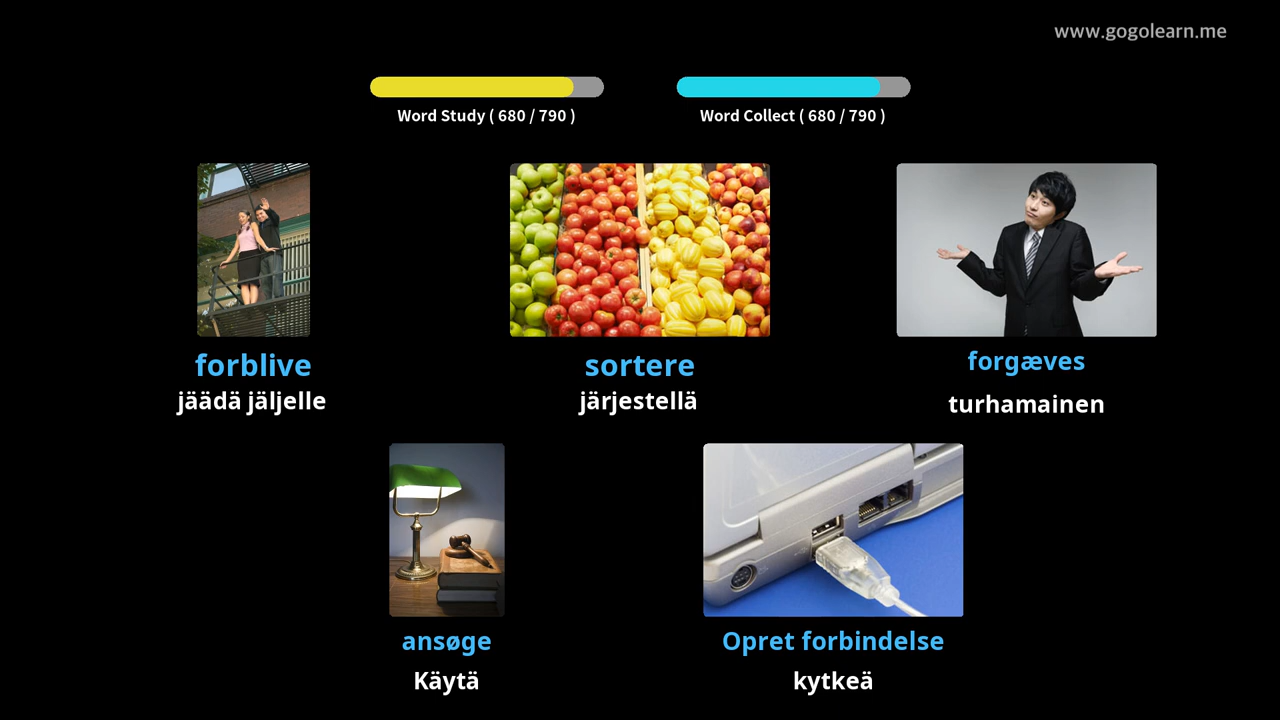 www.gogolearn.me
Word Study ( 680 / 790 )
Word Collect ( 680 / 790 )
forblive
jäädä jäljelle
sortere
järjestellä
forgæves
turhamainen
ansøge
Käytä
Opret forbindelse
kytkeä